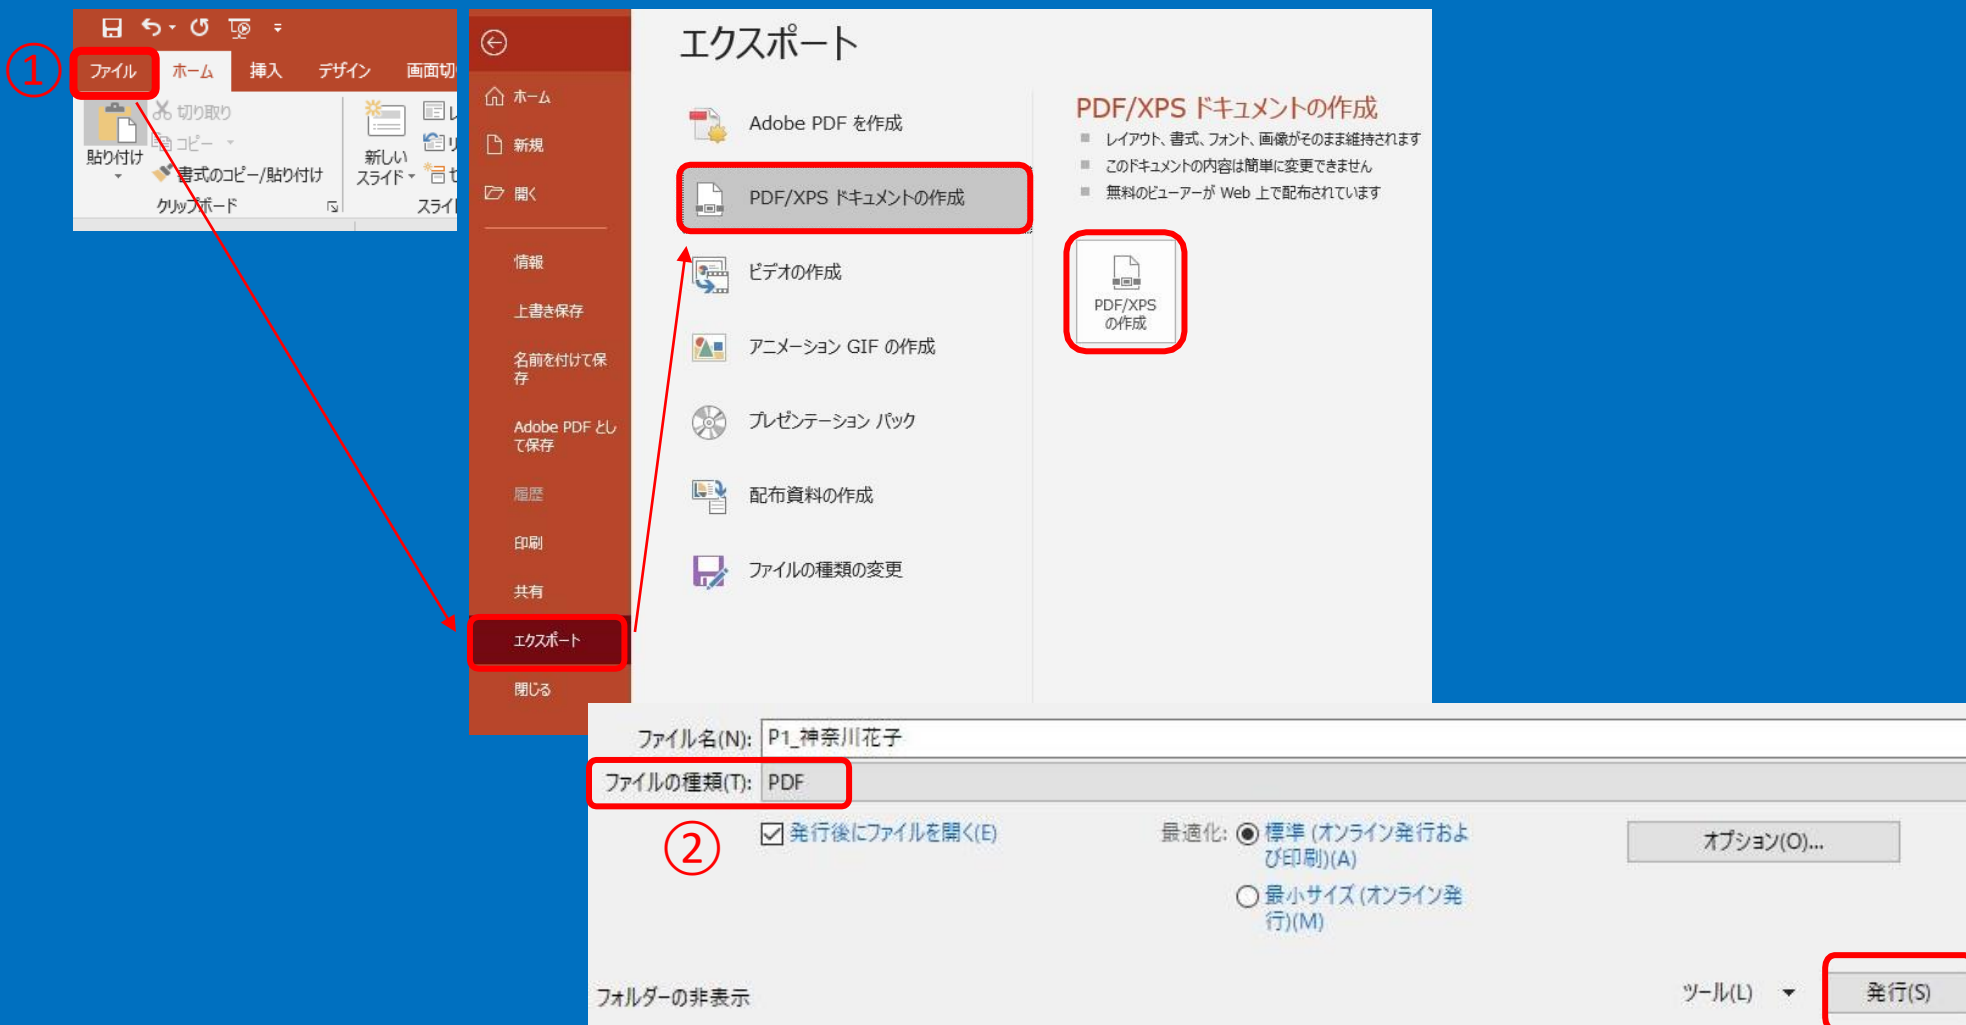 ①
ファイル
ホーム
挿入
デザイン
画面切
切り取り
コピー
貼り付け
書式のコピー/貼り付け
クリップボード
新しい
スライド
スライ
ホーム
新規
開く
情報
上書き保存
名前を付けて保
存
Adobe PDF とし
て保存
履歴
印刷
共有
エクスポート
閉じる
エクスポート
Adobe PDF を作成
PDF/XPS ドキュメントの作成
ビデオの作成
アニメーション GIF の作成
プレゼンテーション パック
配布資料の作成
ファイルの種類の変更
PDF/XPS ドキュメントの作成
レイアウト、書式、フォント、画像がそのまま維持されます
このドキュメントの内容は簡単に変更できません
無料のビューアーが Web 上で配布されています
PDF/XPS
の作成
ファイル名(N): P1_神奈川花子
ファイルの種類(T): PDF
②
発行後にファイルを開く(E)
最適化: 標準 (オンライン発行およ
び印刷)(A)
最小サイズ (オンライン発
行)(M)
オプション(O)...
フォルダーの非表示
ツール(L)
発行(S)